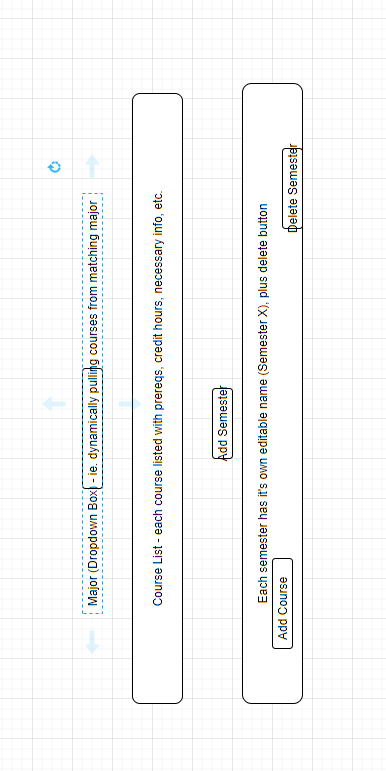 Major (Dropdown Box) - ie. dynamically pulling courses from matching major
Course List - each course listed with prereqs, credit hours, necessary info, etc.
Add Semester
Each semester has it's own editable name (Semester X), plus delete button
Delete Semester
Add Course